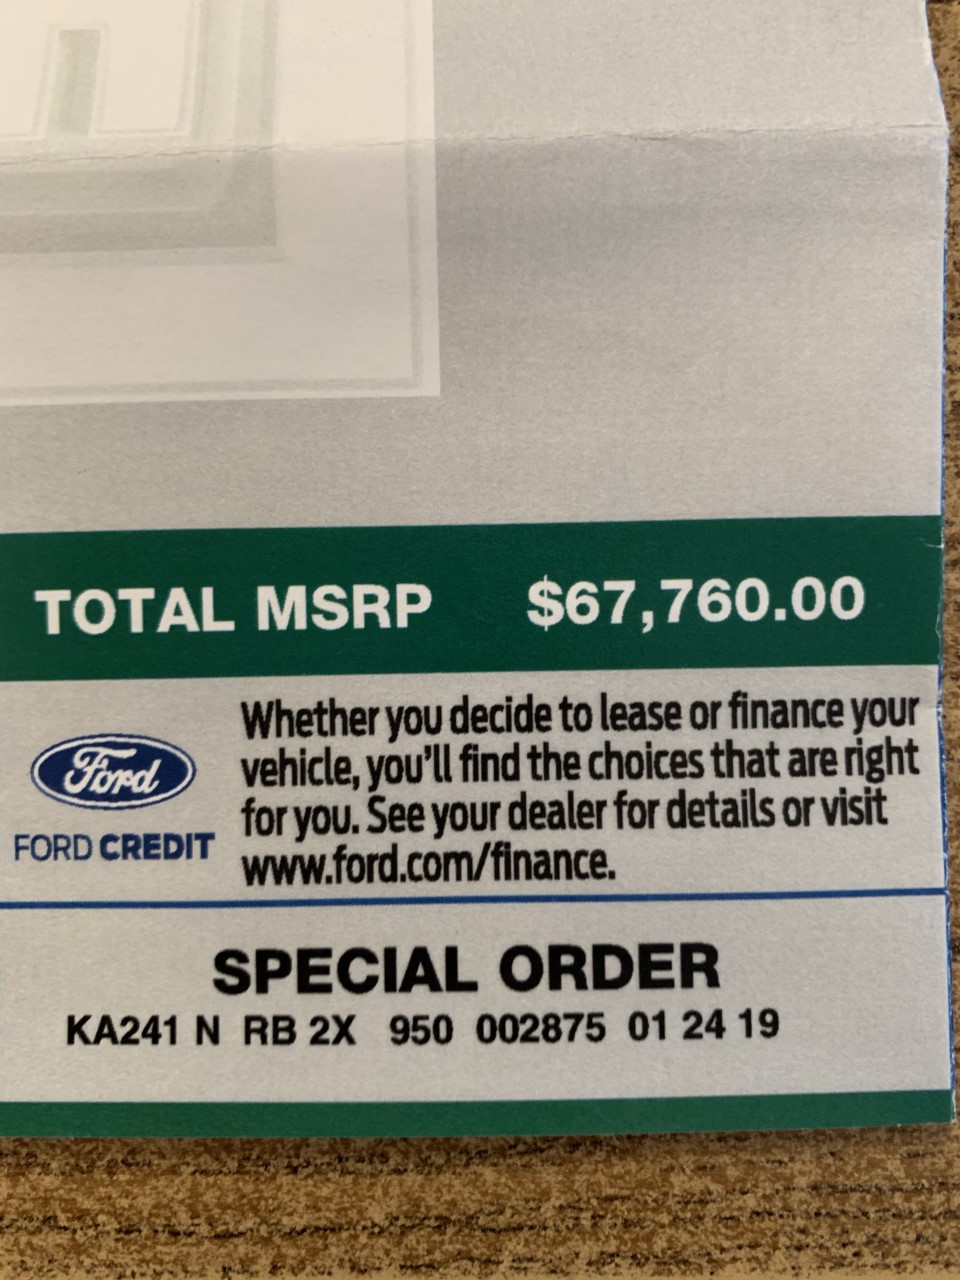 TOTAL MSRP $67,760.00
Whether you decide to lease or finance your
vehicle, you'll find the choices that are right
for you. See your dealer for details or visit
www.ford.com/finance.
Ford
FORD CREDIT
SPECIAL ORDER
KA241 N RB 2X 950 002875 01 24 19